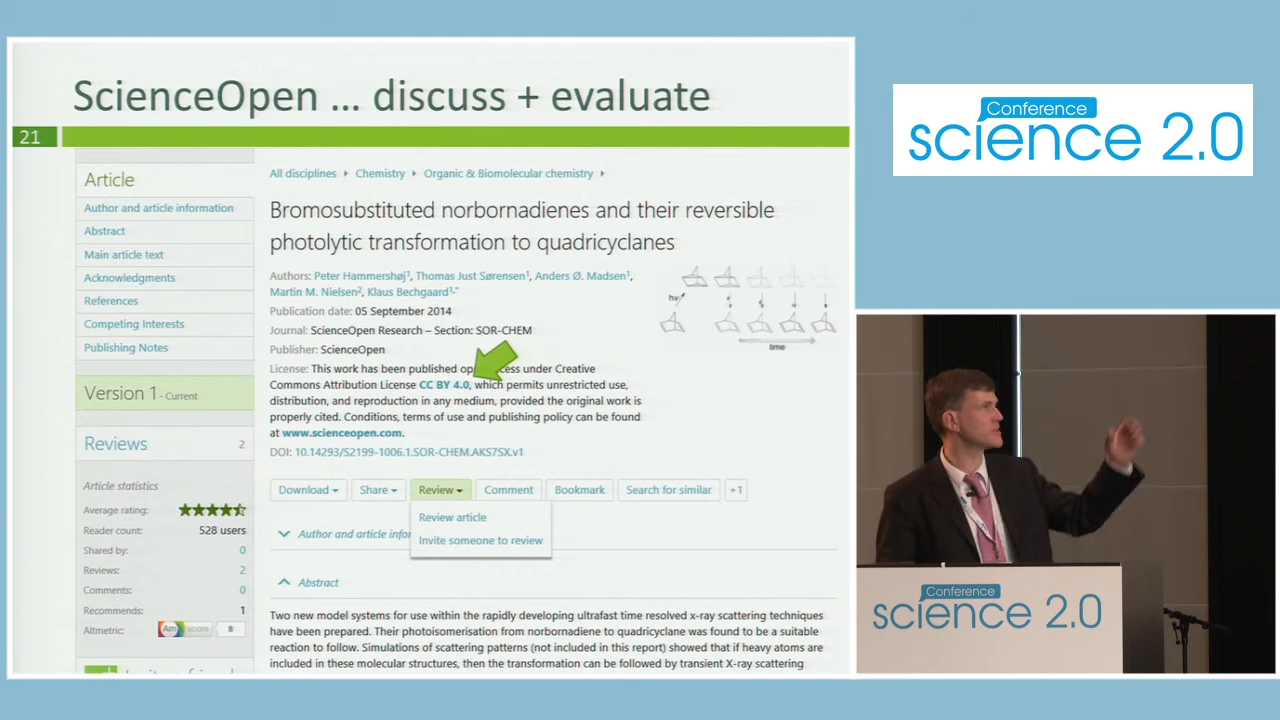 ScienceOpen ... discuss + evaluate
21
Article
Author and article information
Abstract
Main article text
Acknowledgments
References
Competing Interests
Publishing Notes
Version 1 - Current
Reviews 2
Article statistics
Average rating:
Reader count: 528 users
Shared by: 0
Reviews: 2
Comments: 0
Recommends: 1
Altmetric: Am score 8
All disciplines
Chemistry
Organic & Biomolecular chemistry
Bromosubstituted norbornadienes and their reversible
photolytic transformation to quadricyclanes
Authors: Peter Hammershøj¹, Thomas Just Sørensen¹, Anders Ø. Madsen¹,
Martin M. Nielsen², Klaus Bechgaard¹,*
Publication date: 05 September 2014
Journal: ScienceOpen Research – Section: SOR-CHEM
Publisher: ScienceOpen
License: This work has been published under Creative
Commons Attribution License CC BY 4.0, which permits unrestricted use,
distribution, and reproduction in any medium, provided the original work is
properly cited. Conditions, terms of use and publishing policy can be found
at www.scienceopen.com.
DOI: 10.14293/S2199-1006.1.SOR-CHEM.AKS7SX.v1
hν
time
Download Share Review Comment Bookmark Search for similar +1
Review article
Invite someone to review
Author and article
Abstract
Two new model systems for use within the rapidly developing ultrafast time resolved x-ray scattering techniques
have been prepared. Their photoisomerisation from norbornadiene to quadricyclane was found to be a suitable
reaction to follow. Simulations of scattering patterns (not included in this report) showed that if heavy atoms are
included in these molecular structures, then the transformation can be followed by transient X-ray scattering
Conference
science 2.0
Conference
science 2.0